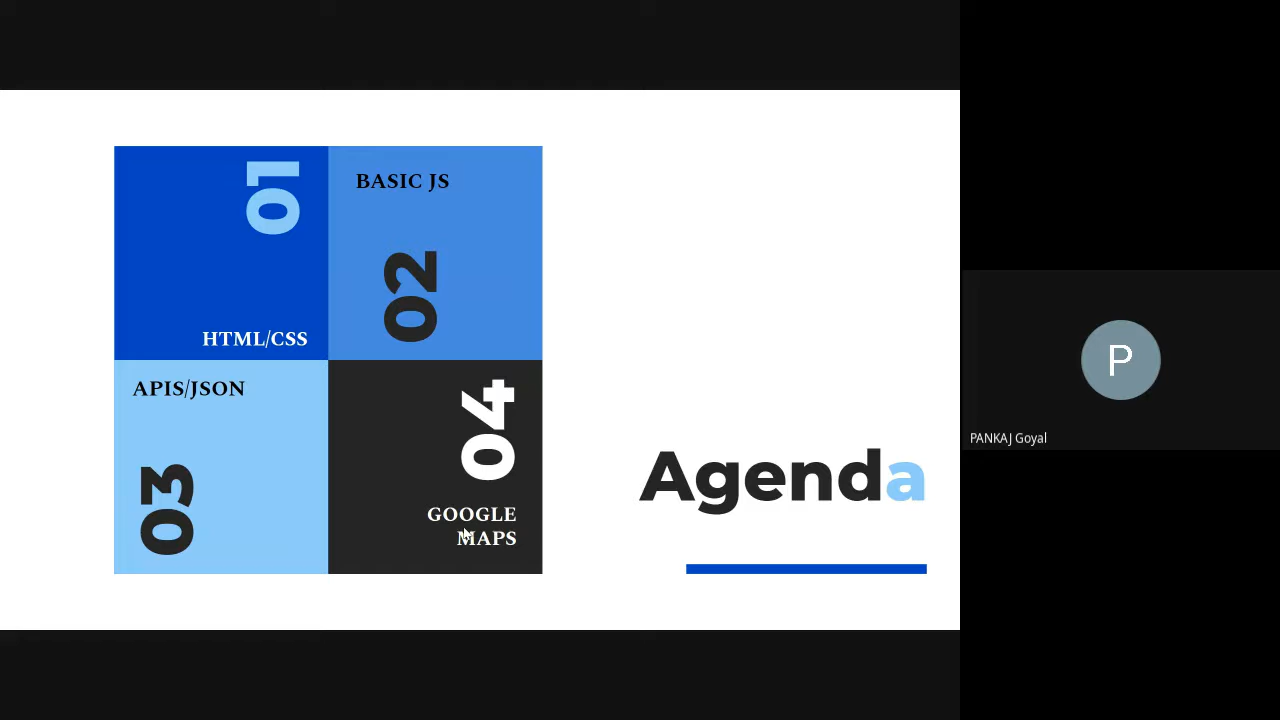 01
HTML/CSS
BASIC JS
02
APIS/JSON
03
04
GOOGLE
MAPS
Agenda
P
PANKAJ Goyal